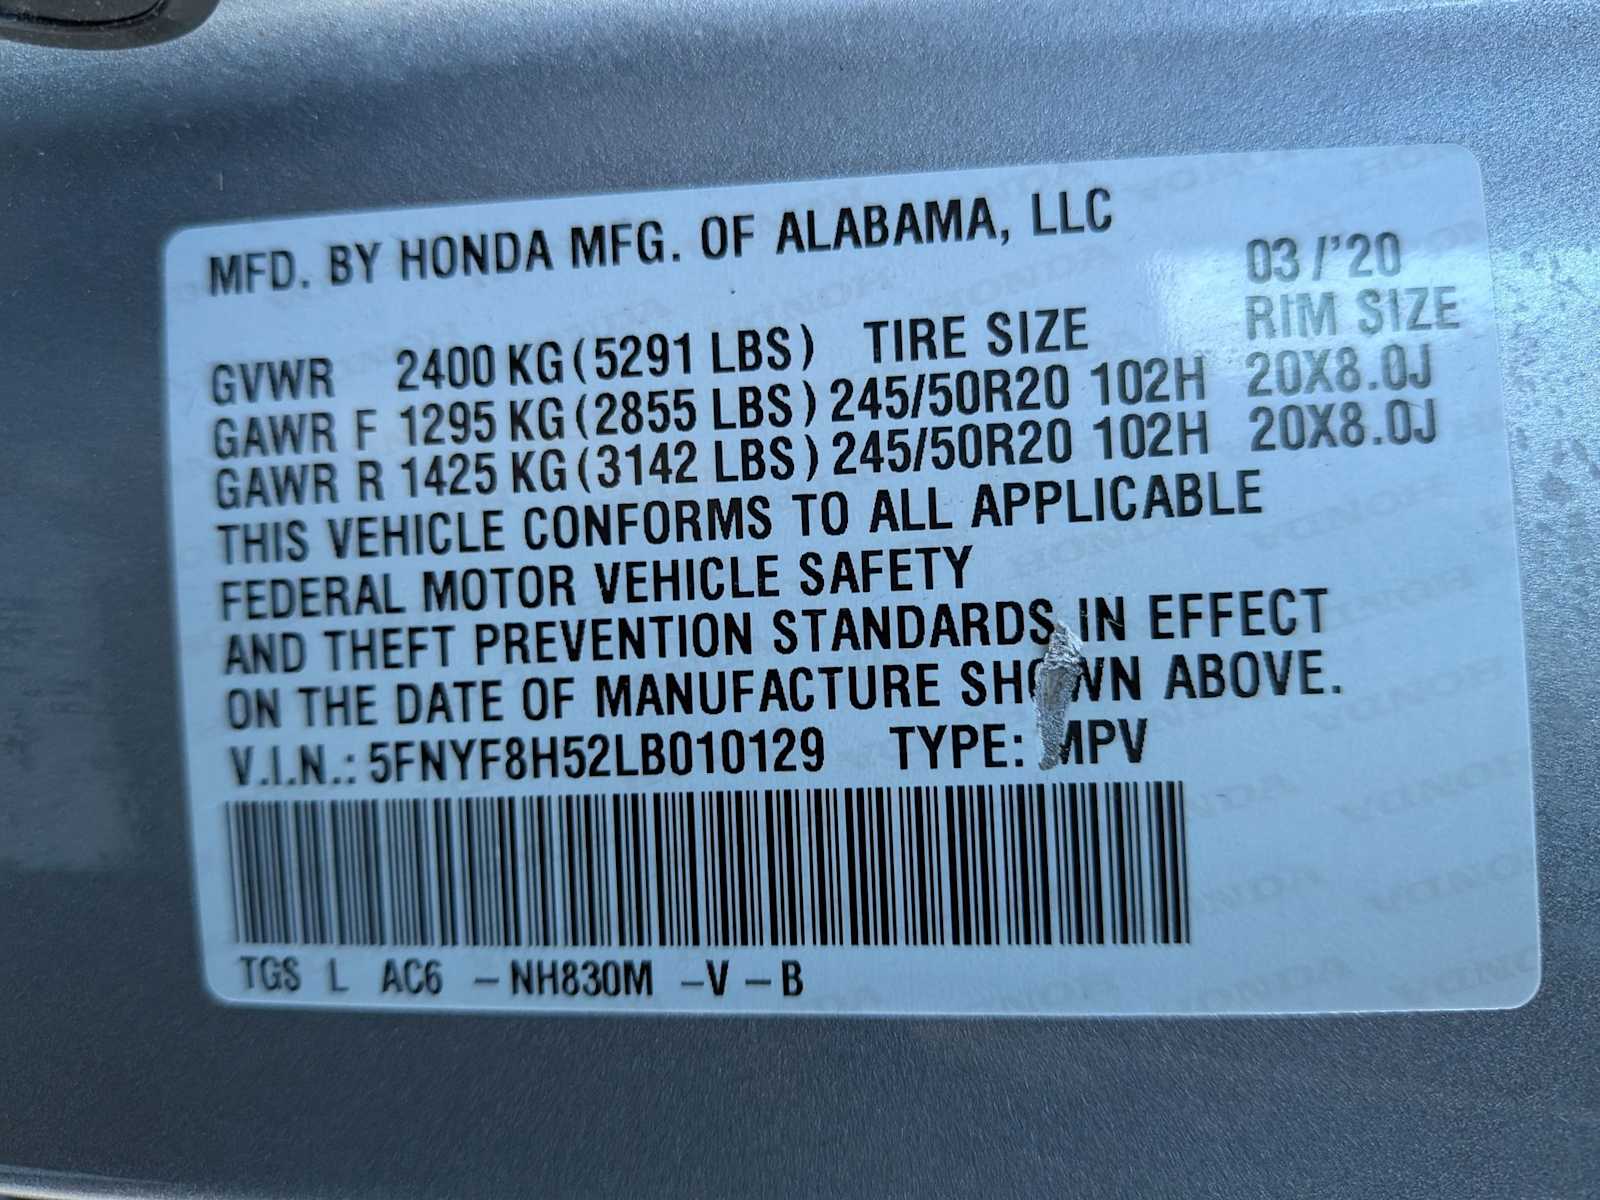 MFD. BY HONDA MFG. OF ALABAMA, LLC
03/'20
GVWR 2400 KG (5291 LBS) TIRE SIZE RIM SIZE
GAWR F 1295 KG (2855 LBS) 245/50R20 102H 20X8.0J
GAWR R 1425 KG (3142 LBS) 245/50R20 102H 20X8.0J
THIS VEHICLE CONFORMS TO ALL APPLICABLE
FEDERAL MOTOR VEHICLE SAFETY
AND THEFT PREVENTION STANDARDS IN EFFECT
ON THE DATE OF MANUFACTURE SHOWN ABOVE.
V.I.N.: 5FNYF8H52LB010129 TYPE: MPV
TGS L AC6 -NH830M -V-B